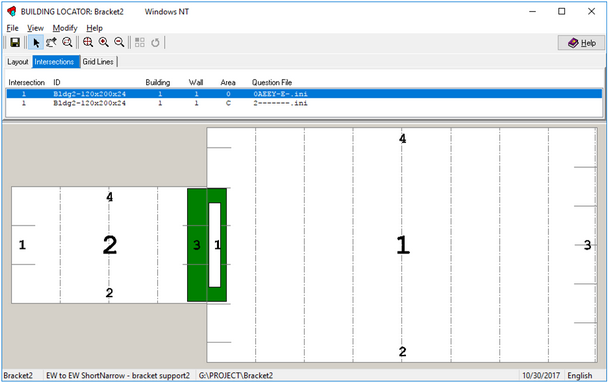 BUILDING LOCATOR: Bracket2 Windows NT
File View Modify Help
Help
Layout Intersections Grid Lines
Intersection ID Building Wall Area Question File
1 Bldg2-120x200x24 1 1 0 0AEEY-E-.ini
1 Bldg2-120x200x24 1 1 C 2-------.ini
4
4
1 2 3 1 1 3
2
2
Bracket2 EW to EW ShortNarrow - bracket support2 G:\PROJECT\Bracket2 10/30/2017 English